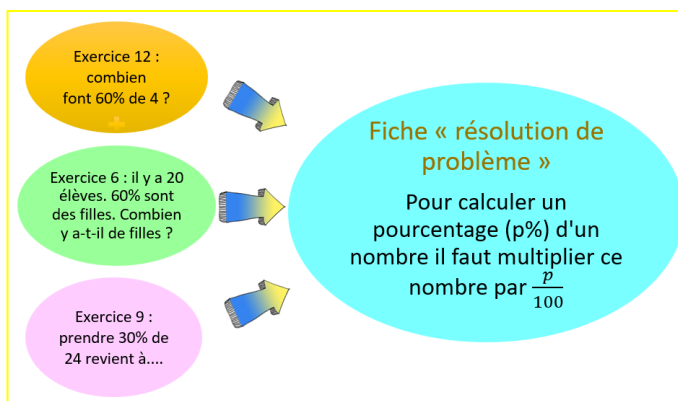 Exercice 12 :
combien
font 60% de 4 ?
Exercice 6 : il y a 20
élèves. 60% sont
des filles. Combien
y a-t-il de filles ?
Exercice 9 :
prendre 30% de
24 revient à....
Fiche « résolution de
problème »
Pour calculer un
pourcentage (p%) d'un
nombre il faut multiplier ce
nombre par p/100